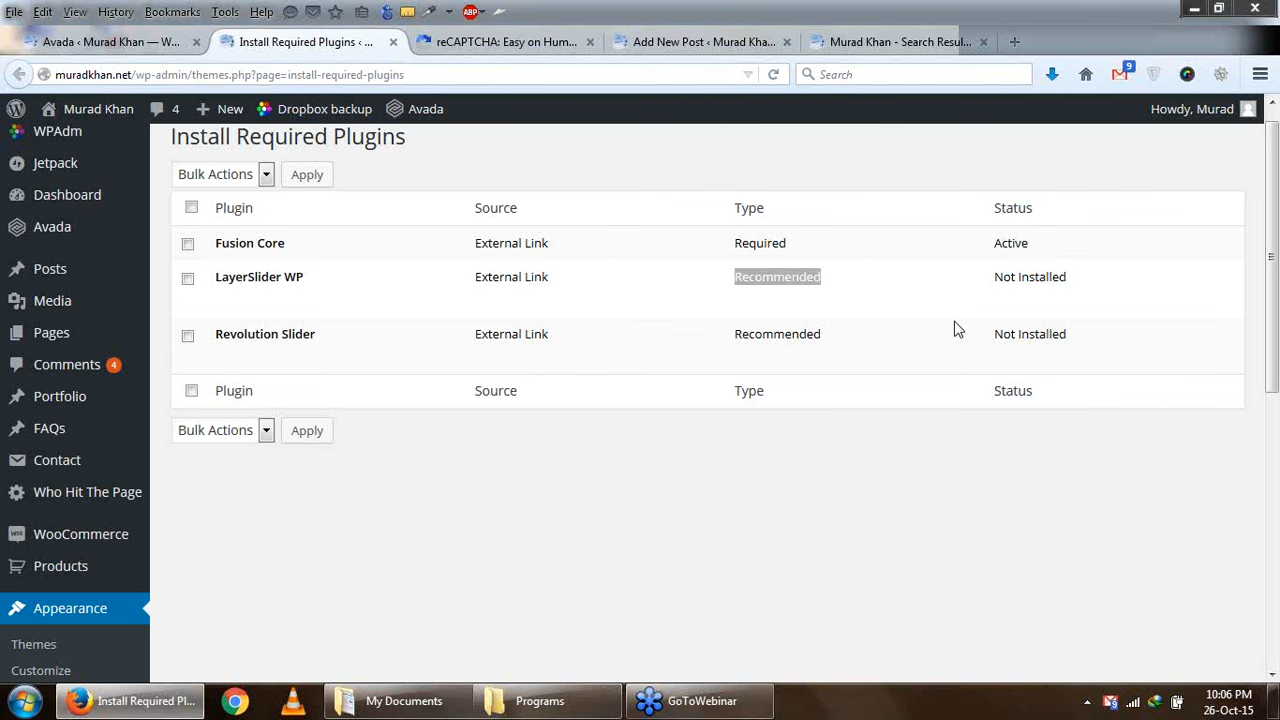 File Edit View History Bookmarks Tools Help
Avada ‹ Murad Khan — W... Install Required Plugins ‹ ... reCAPTCHA: Easy on Hum... Add New Post ‹ Murad Kha... Murad Khan - Search Resul...
muradkhan.net/wp-admin/themes.php?page=install-required-plugins Search 9
Murad Khan 4 New Dropbox backup Avada Howdy, Murad
WPAdm
Jetpack
Dashboard
Avada
Posts
Media
Pages
Comments 4
Portfolio
FAQs
Contact
Who Hit The Page
WooCommerce
Products
Appearance
Themes
Customize
Install Required Plugins
Bulk Actions Apply
Plugin Source Type Status
Fusion Core External Link Required Active
LayerSlider WP External Link Recommended Not Installed
Revolution Slider External Link Recommended Not Installed
Plugin Source Type Status
Bulk Actions Apply
Install Required Pl... My Documents Programs GoToWebinar
10:06 PM
26-Oct-15